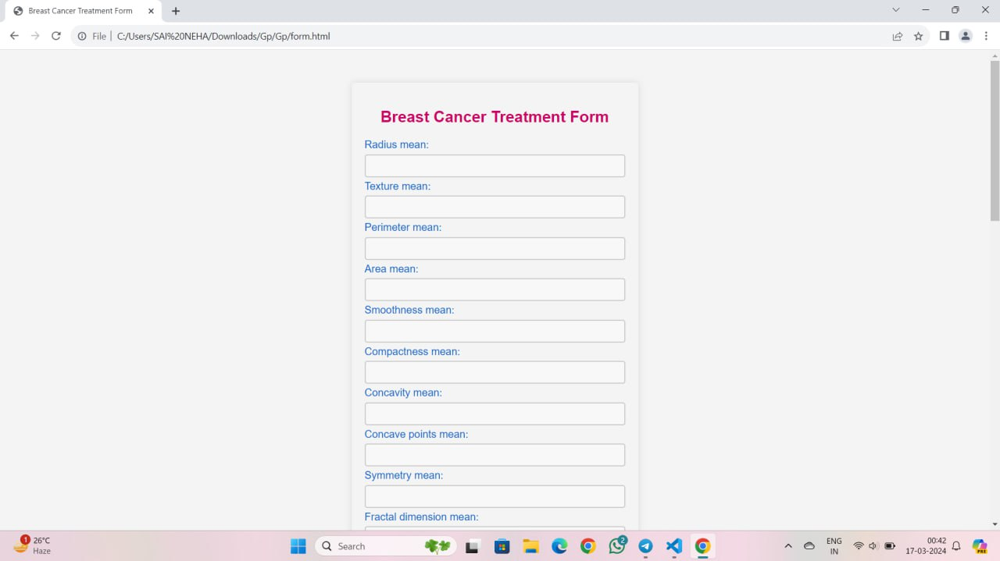 Breast Cancer Treatment Form
File
C:/Users/SAI%20NEHA/Downloads/Gp/Gp/form.html
Breast Cancer Treatment Form
Radius mean:
Texture mean:
Perimeter mean:
Area mean:
Smoothness mean:
Compactness mean:
Concavity mean:
Concave points mean:
Symmetry mean:
Fractal dimension mean:
1
26°C
Haze
Search
2
ENG
IN
00:42
17-03-2024
PRE